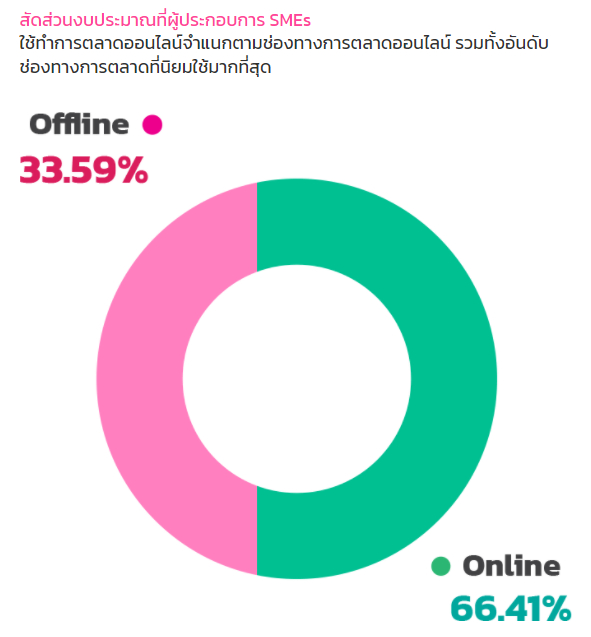 สัดส่วนงบประมาณที่ผู้ประกอบการ SMEs
ใช้ทำการตลาดออนไลน์จำแนกตามช่องทางการตลาดออนไลน์ รวมทั้งอันดับ
ช่องทางการตลาดที่นิยมใช้มากที่สุด
Offline
33.59%
Online
66.41%